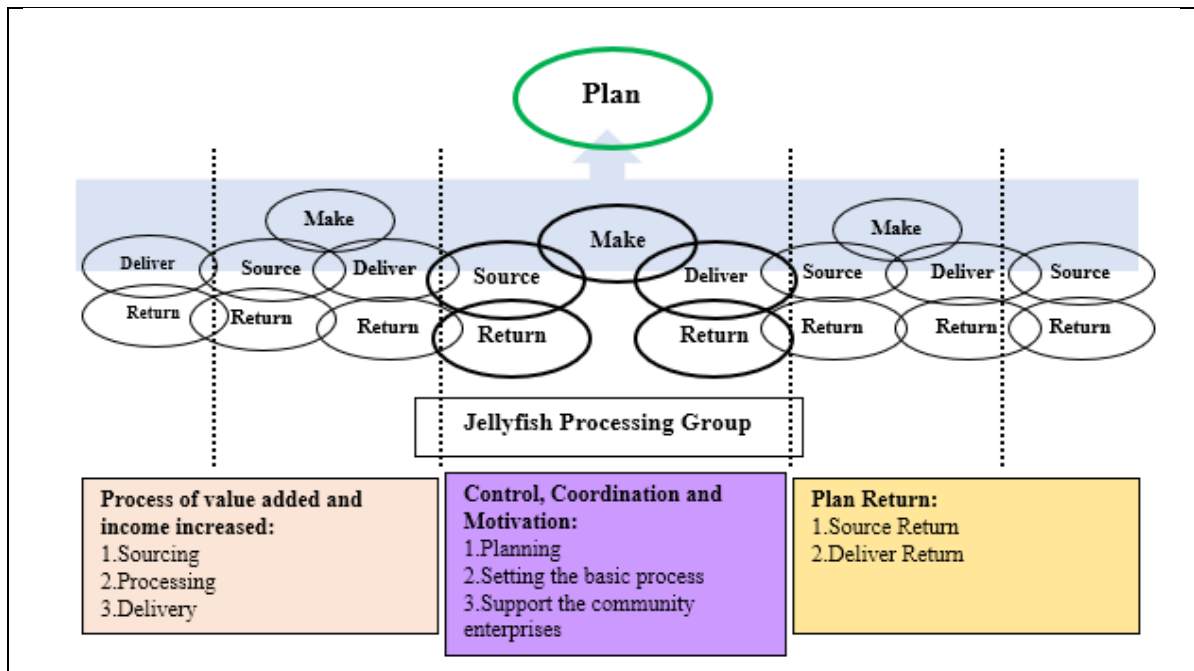 Plan
Make
Make
Make
Deliver
Source
Deliver
Source
Deliver
Source
Deliver
Source
Return
Return
Return
Return
Return
Return
Return
Return
Jellyfish Processing Group
Process of value added and
income increased:
1.Sourcing
2.Processing
3.Delivery
Control, Coordination and
Motivation:
1.Planning
2.Setting the basic process
3.Support the community
enterprises
Plan Return:
1.Source Return
2.Deliver Return